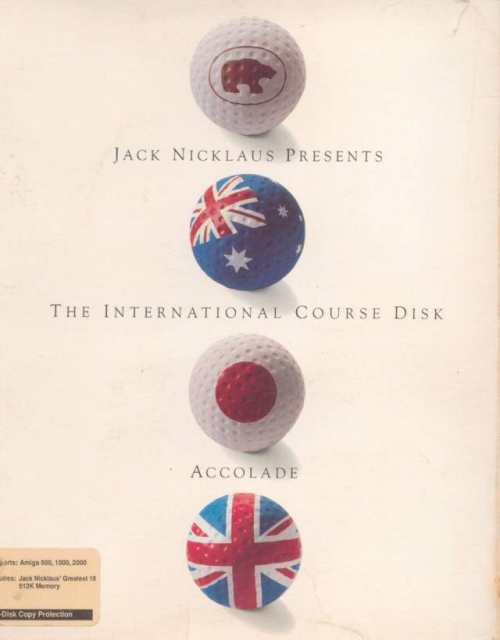 JACK NICKLAUS PRESENTS
THE INTERNATIONAL COURSE DISK
ACCOLADE
Amiga 500, 1000, 2000
Jack Nicklaus' Greatest 18
512K Memory
-Disk Copy Protection